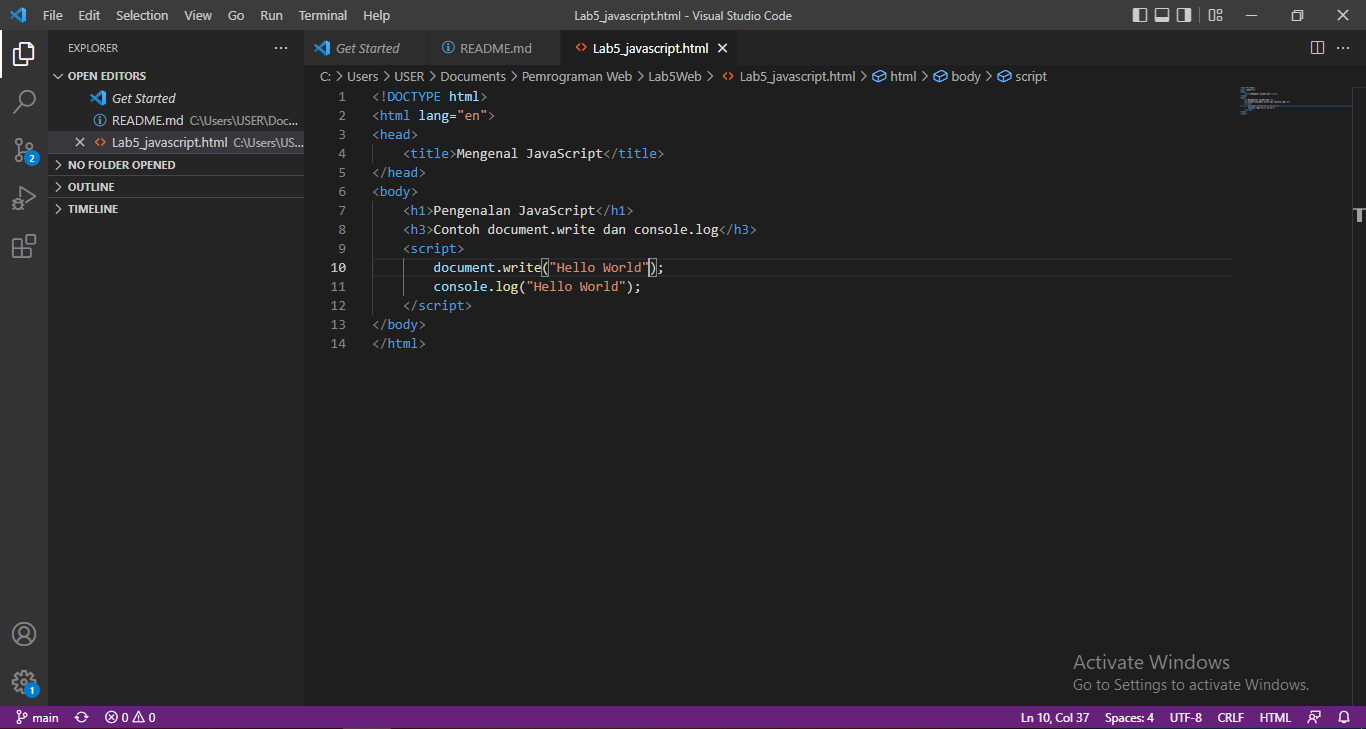 File Edit Selection View Go Run Terminal Help Lab5_javascript.html - Visual Studio Code
EXPLORER ···
Get Started README.md Lab5_javascript.html
OPEN EDITORS
Get Started
README.md C:\Users\USER\Doc...
Lab5_javascript.html C:\Users\US...
NO FOLDER OPENED
OUTLINE
TIMELINE
C: > Users > USER > Documents > Pemrograman Web > Lab5Web > Lab5_javascript.html > html > body > script
1 <!DOCTYPE html>
2 <html lang="en">
3 <head>
4 <title>Mengenal JavaScript</title>
5 </head>
6 <body>
7 <h1>Pengenalan JavaScript</h1>
8 <h3>Contoh document.write dan console.log</h3>
9 <script>
10 document.write("Hello World");
11 console.log("Hello World");
12 </script>
13 </body>
14 </html>
2
1
Activate Windows
Go to Settings to activate Windows.
main 0 0 Ln 10, Col 37 Spaces: 4 UTF-8 CRLF HTML